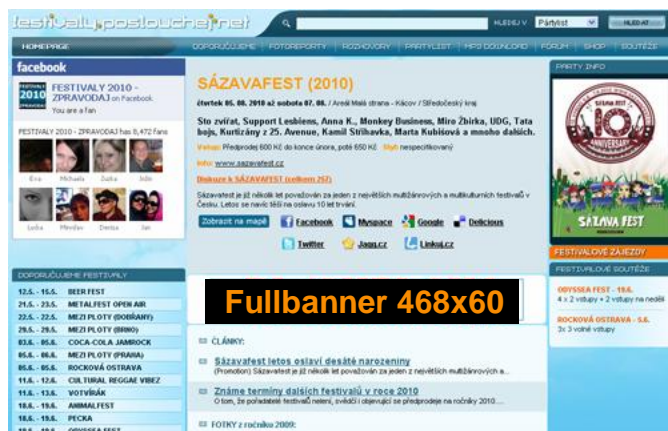 festivaly.poslouchej.net
HLEDEJ V
Pártylist
HLEDAT
HOMEPAGE
DOPORUČUJEME
FOTOREPORTY
ROZHOVORY
PARTYLIST
MP3 DOWNLOAD
FÓRUM
SHOP
SOUTĚŽE
facebook
FESTIVALY 2010 -
ZPRAVODAJ on Facebook
You are a fan
FESTIVALY 2010 - ZPRAVODAJ has 8,472 fans
Eva
Michaela
Zuzka
Lucka
Miroslav
Denisa
Jan
DOPORUČUJEME FESTIVALY
12.5. - 15.5. BEER FEST
21.5. - 23.5. METALFEST OPEN AIR
22.5. - 22.5. MEZI PLOTY (DOBŘANY)
29.5. - 29.5. MEZI PLOTY (BRNO)
03.6. - 05.6. COCA-COLA JAMROCK
05.6. - 06.6. MEZI PLOTY (PRAHA)
05.6. - 05.6. ROCKOVÁ OSTRAVA
11.6. - 12.6. CULTURAL REGGAE VIBEZ
11.6. - 13.6. VOTVÍRÁK
18.6. - 19.6. ANIMALFEST
18.6. - 19.6. PECKA
18.6. - 19.6. ODYSSEA FEST
SÁZAVAFEST (2010)
čtvrtek 05. 08. 2010 až sobota 07. 08. / Areál Malá strana - Kácov / Středočeský kraj
Sto zvířat, Support Lesbiens, Anna K., Monkey Business, Miro Žbirka, UDG, Tata
bojs, Kurtizány z 25. Avenue, Kamil Střihavka, Marta Kubišová a mnoho dalších.
Vstup: Předprodej 600 Kč do konce února, poté 650 Kč Styl: nespecifikovaný
Info: www.sazavafest.cz
Diskuze k SÁZAVAFEST (celkem 257)
Sázavafest je již několik let považován za jeden z největších multižánrových a multikulturních festivalů v
Česku. Letos se navíc těší na oslavu 10 let trvání.
Zobrazit na mapě
Facebook
Myspace
Google
Delicious
Twitter
Jagg.cz
Linkuj.cz
Fullbanner 468x60
ČLÁNKY:
Sázavafest letos oslaví desáté narozeniny
(Promotion) Sázavafest je již několik let považován za jeden z největších multižánrových a...
Známe termíny dalších festivalů v roce 2010
O tom, že pořadatelé festivalů nelení, svědčí i objevující se předprodeje na ročníky 2010....
FOTKY z ročníku 2009:
PARTY INFO
SÁZAVA FEST
10
ANNIVERSARY
SÁZAVA FEST
FESTIVALOVÉ ZÁJEZDY
FESTIVALOVÉ SOUTĚŽE
ODYSSEA FEST - 18.6.
4 x 2 vstupy + 2 vstupy na neděli
ROCKOVÁ OSTRAVA - 5.6.
3x 3 volné vstupy